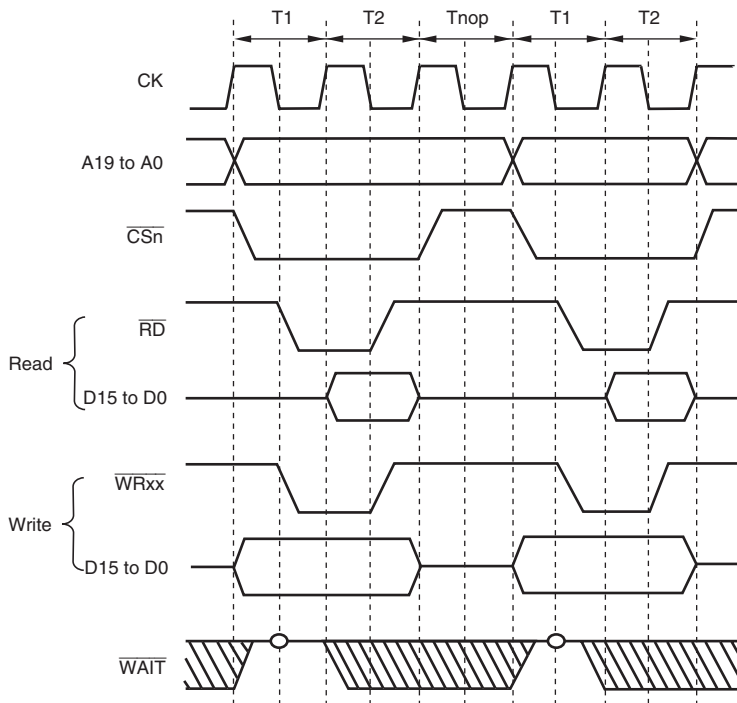 T1 T2 Tnop T1 T2
CK
A19 to A0
CSn
RD
Read
D15 to D0
WRxx
Write
D15 to D0
WAIT